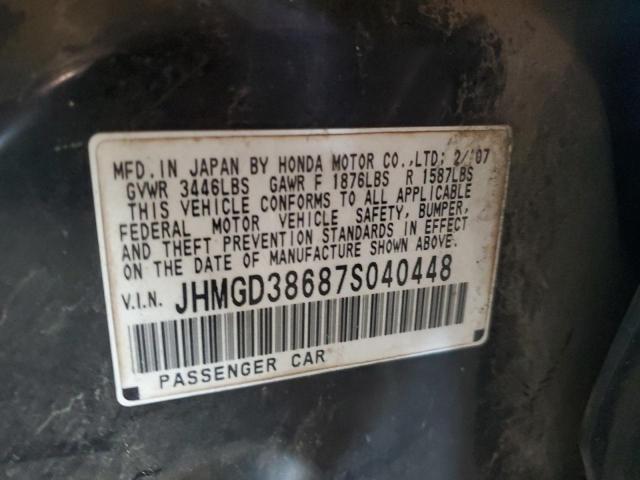 MFD. IN JAPAN BY HONDA MOTOR CO.,LTD; 2/'07
GVWR 3446LBS GAWR F 1876LBS R 1587LBS
THIS VEHICLE CONFORMS TO ALL APPLICABLE
FEDERAL MOTOR VEHICLE SAFETY, BUMPER,
AND THEFT PREVENTION STANDARDS IN EFFECT
ON THE DATE OF MANUFACTURE SHOWN ABOVE.
V.I.N. JHMGD38687S040448
PASSENGER CAR